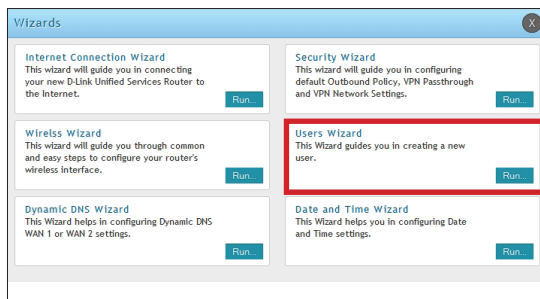 Wizards
X
Internet Connection Wizard
This wizard will guide you in connecting
your new D-Link Unified Services Router to
the Internet.
Run...
Security Wizard
This wizard will guide you in configuring
default Outbound Policy, VPN Passthrough
and VPN Network Settings.
Run...
Wirelss Wizard
This wizard will guide you through common
and easy steps to configure your router's
wireless interface.
Run...
Users Wizard
This Wizard guides you in creating a new
user.
Run...
Dynamic DNS Wizard
This Wizard helps in configuring Dynamic DNS
WAN 1 or WAN 2 settings.
Run...
Date and Time Wizard
This Wizard helps you in configuring Date
and Time settings.
Run...